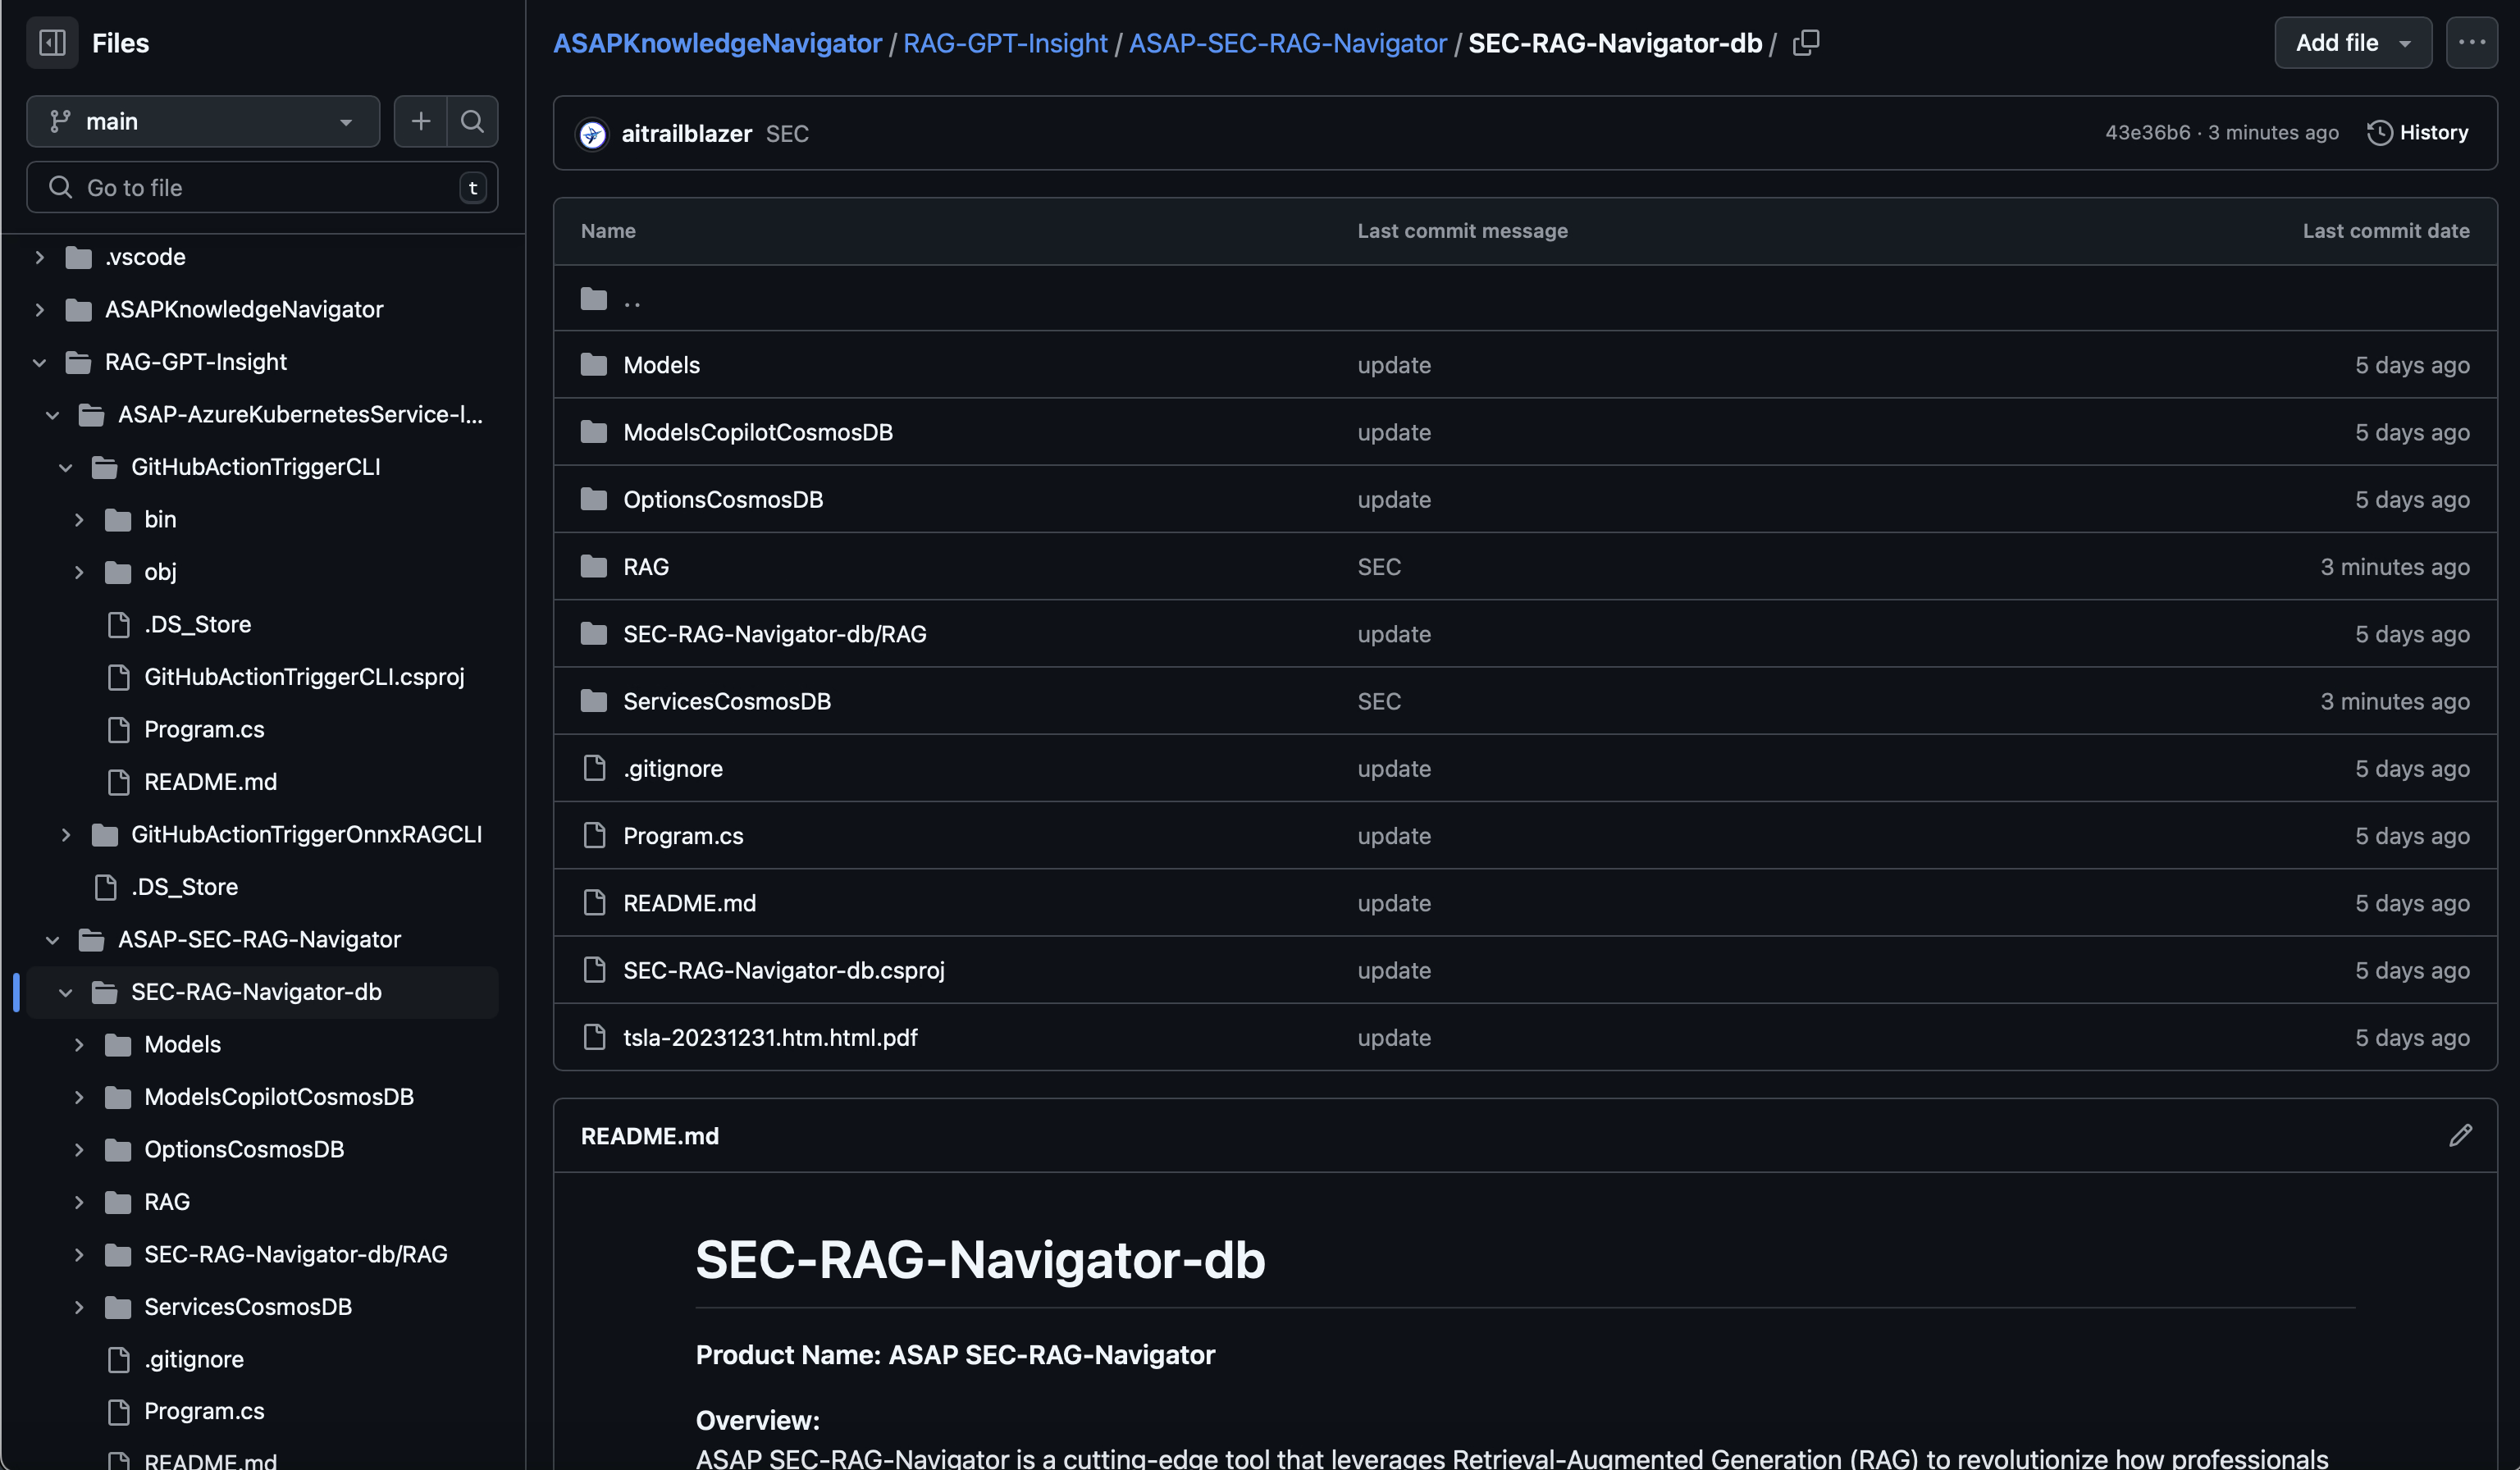 Files
main
Go to file
t
.vscode
ASAPKnowledgeNavigator
RAG-GPT-Insight
ASAP-AzureKubernetesService-I...
GitHubActionTriggerCLI
bin
obj
.DS_Store
GitHubActionTriggerCLI.csproj
Program.cs
README.md
GitHubActionTriggerOnnxRAGCLI
.DS_Store
ASAP-SEC-RAG-Navigator
SEC-RAG-Navigator-db
Models
ModelsCopilotCosmosDB
OptionsCosmosDB
RAG
SEC-RAG-Navigator-db/RAG
ServicesCosmosDB
.gitignore
Program.cs
README.md
ASAPKnowledgeNavigator / RAG-GPT-Insight / ASAP-SEC-RAG-Navigator / SEC-RAG-Navigator-db /
Add file
aitrailblazer SEC 43e36b6 · 3 minutes ago History
Name Last commit message Last commit date
..
Models update 5 days ago
ModelsCopilotCosmosDB update 5 days ago
OptionsCosmosDB update 5 days ago
RAG SEC 3 minutes ago
SEC-RAG-Navigator-db/RAG update 5 days ago
ServicesCosmosDB SEC 3 minutes ago
.gitignore update 5 days ago
Program.cs update 5 days ago
README.md update 5 days ago
SEC-RAG-Navigator-db.csproj update 5 days ago
tsla-20231231.htm.html.pdf update 5 days ago
README.md
SEC-RAG-Navigator-db
Product Name: ASAP SEC-RAG-Navigator
Overview:
ASAP SEC-RAG-Navigator is a cutting-edge tool that leverages Retrieval-Augmented Generation (RAG) to revolutionize how professionals